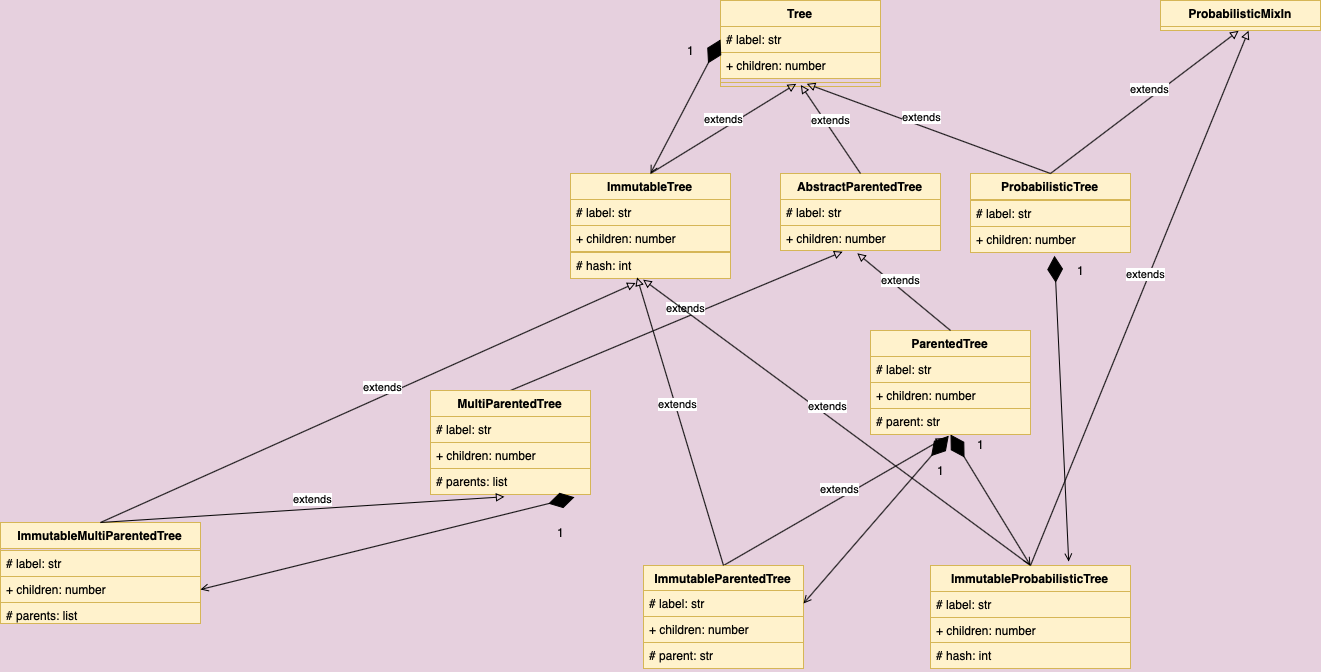 Tree
# label: str
+ children: number
ProbabilisticMixIn
1
extends
extends
extends
extends
ImmutableTree
# label: str
+ children: number
# hash: int
AbstractParentedTree
# label: str
+ children: number
ProbabilisticTree
# label: str
+ children: number
1
extends
extends
extends
ParentedTree
# label: str
+ children: number
# parent: str
extends
MultiParentedTree
# label: str
+ children: number
# parents: list
extends
extends
1
1
extends
extends
1
ImmutableMultiParentedTree
# label: str
+ children: number
# parents: list
ImmutableParentedTree
# label: str
+ children: number
# parent: str
ImmutableProbabilisticTree
# label: str
+ children: number
# hash: int